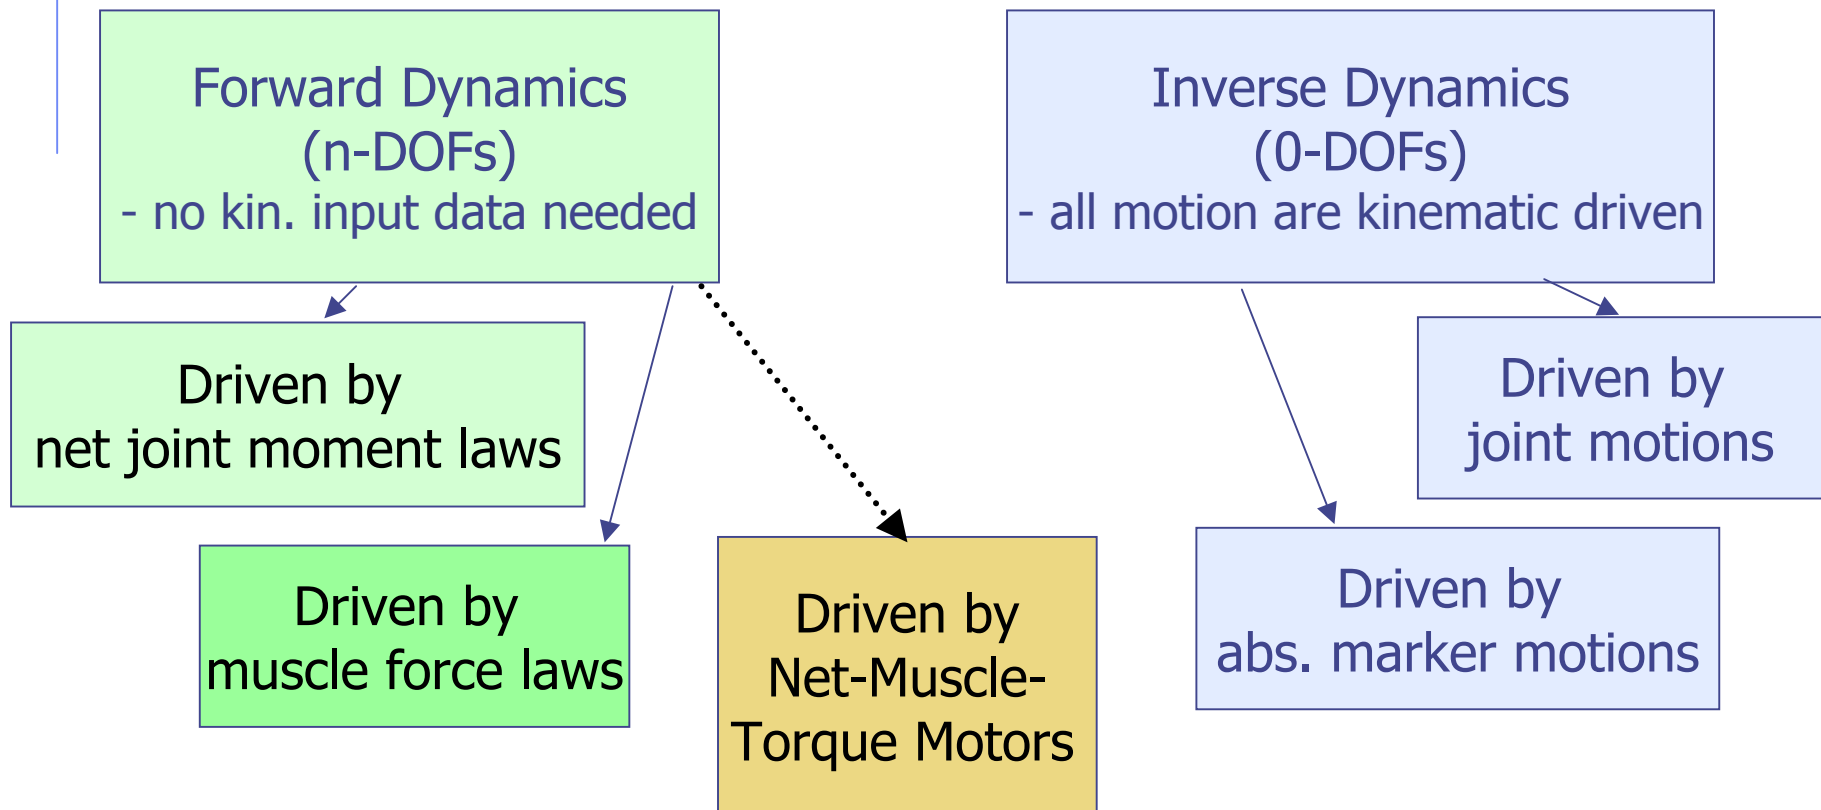 Forward Dynamics
(n-DOFs)
- no kin. input data needed
Inverse Dynamics
(0-DOFs)
- all motion are kinematic driven
Driven by
net joint moment laws
Driven by
joint motions
Driven by
muscle force laws
Driven by
Net-Muscle-
Torque Motors
Driven by
abs. marker motions